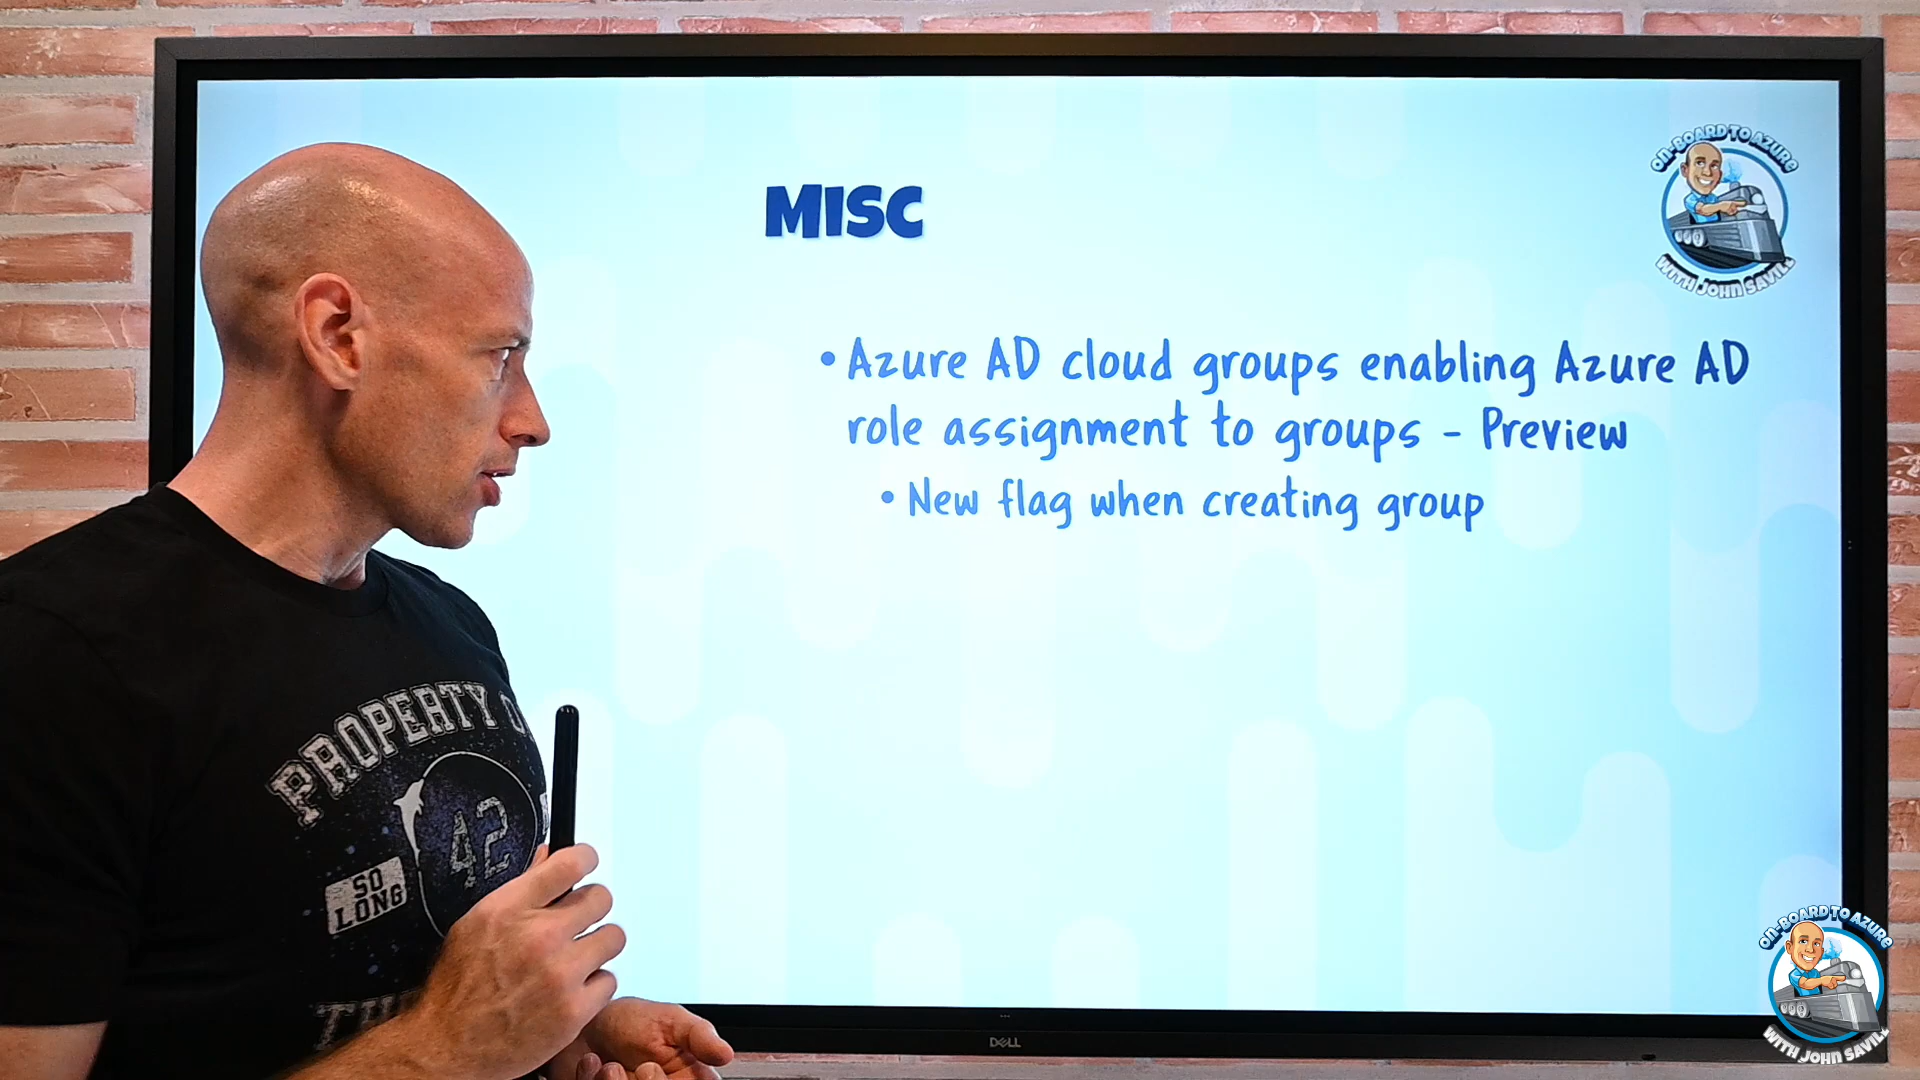 MISC
ON-BOARD TO AZURE
WITH JOHN SAVILL
• Azure AD cloud groups enabling Azure AD
role assignment to groups - Preview
• New flag when creating group
PROPERTY
42
SO
LONG
DELL
ON-BOARD TO AZURE
WITH JOHN SAVILL